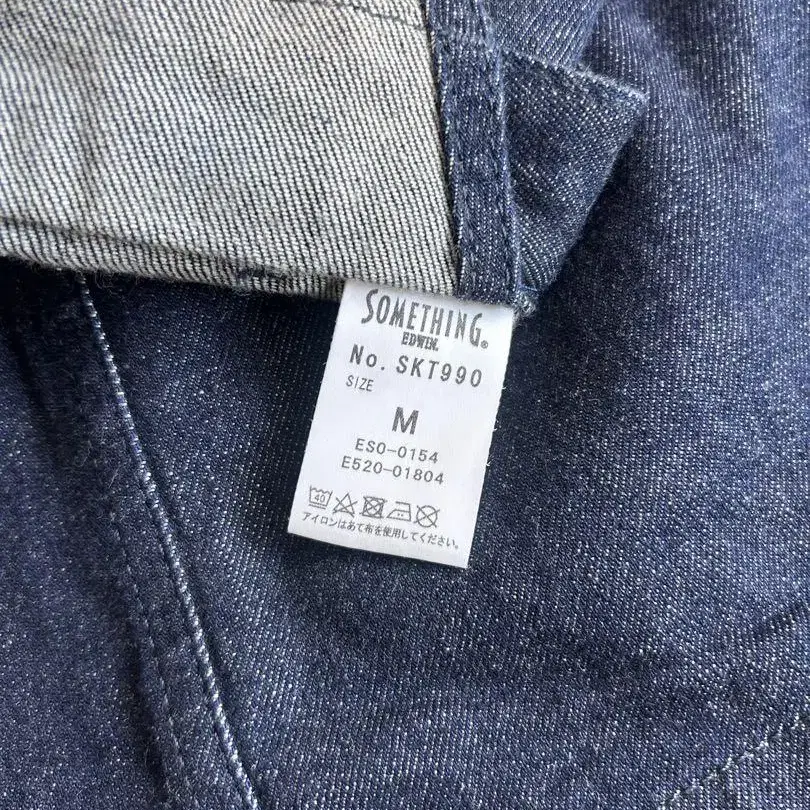 SOMETHING®
EDWIN.
No. SKT990
SIZE
M
ES0-0154
E520-01804
40
アイロンはあて布を使用してください。